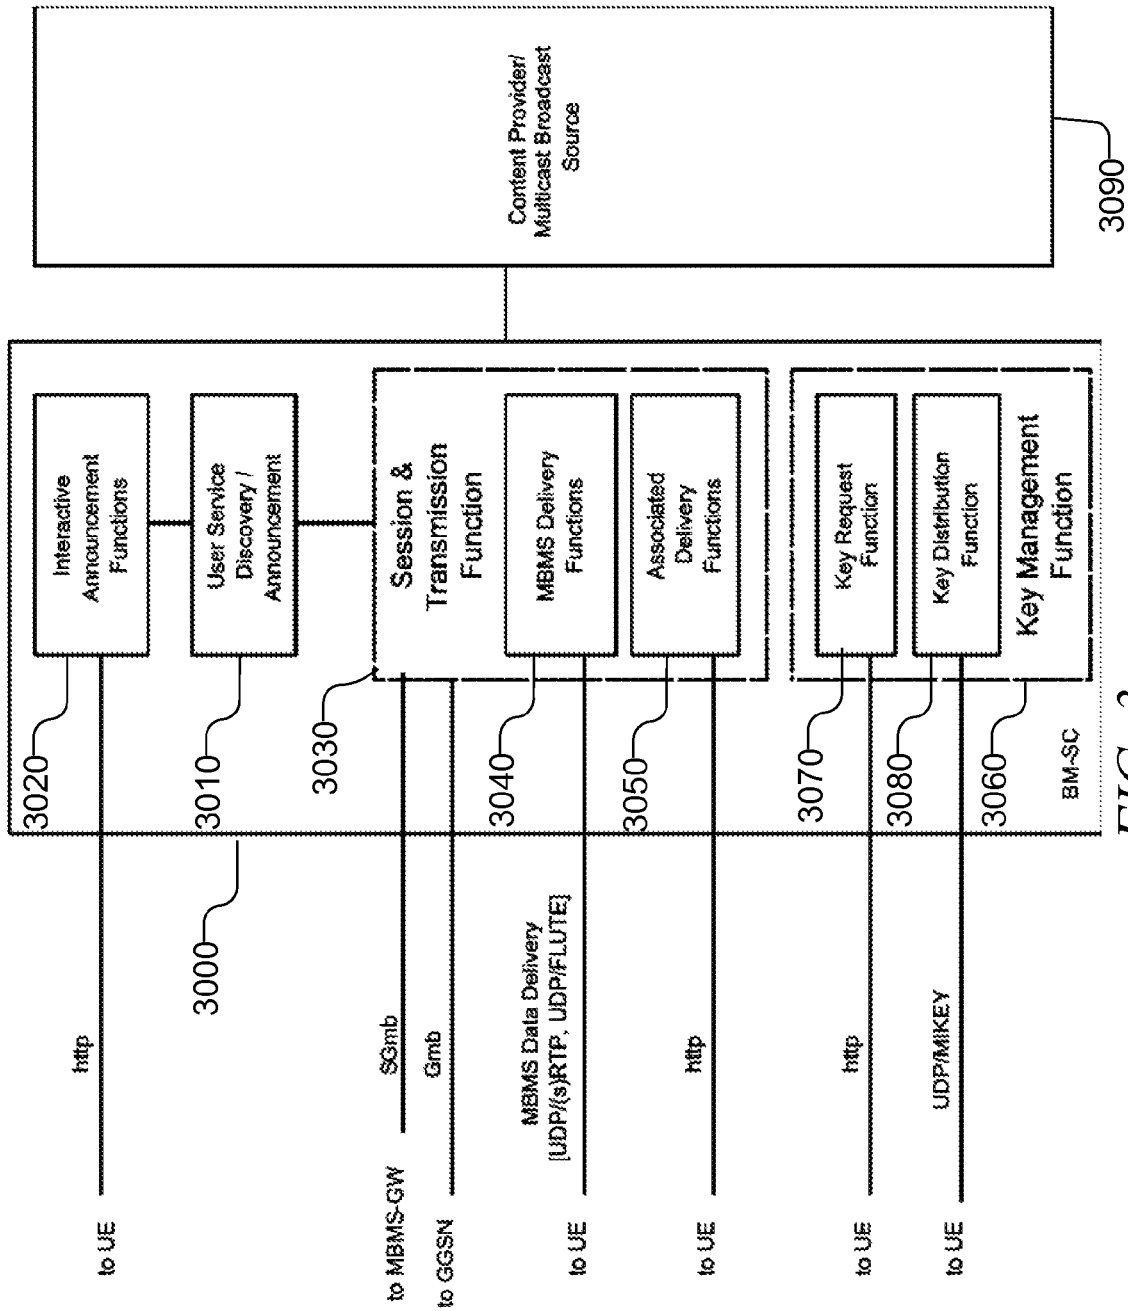 Content Provider/
Multicast Broadcast
Source
3090
Interactive
Announcement
Functions
User Service
Discovery /
Announcement
Session &
Transmission
Function
MBMS Delivery
Functions
Associated
Delivery
Functions
Key Request
Function
Key Distribution
Function
Key Management
Function
3020
3010
3030
3040
3050
3070
3080
3060
BM-SC
3000
http
SGmb
Gmb
MBMS Data Delivery
[UDP/(s)RTP, UDP/FLUTE]
http
http
UDP/MIKEY
to UE
to MBMS-GW
to GGSN
to UE
to UE
to UE
to UE
FIG. 3